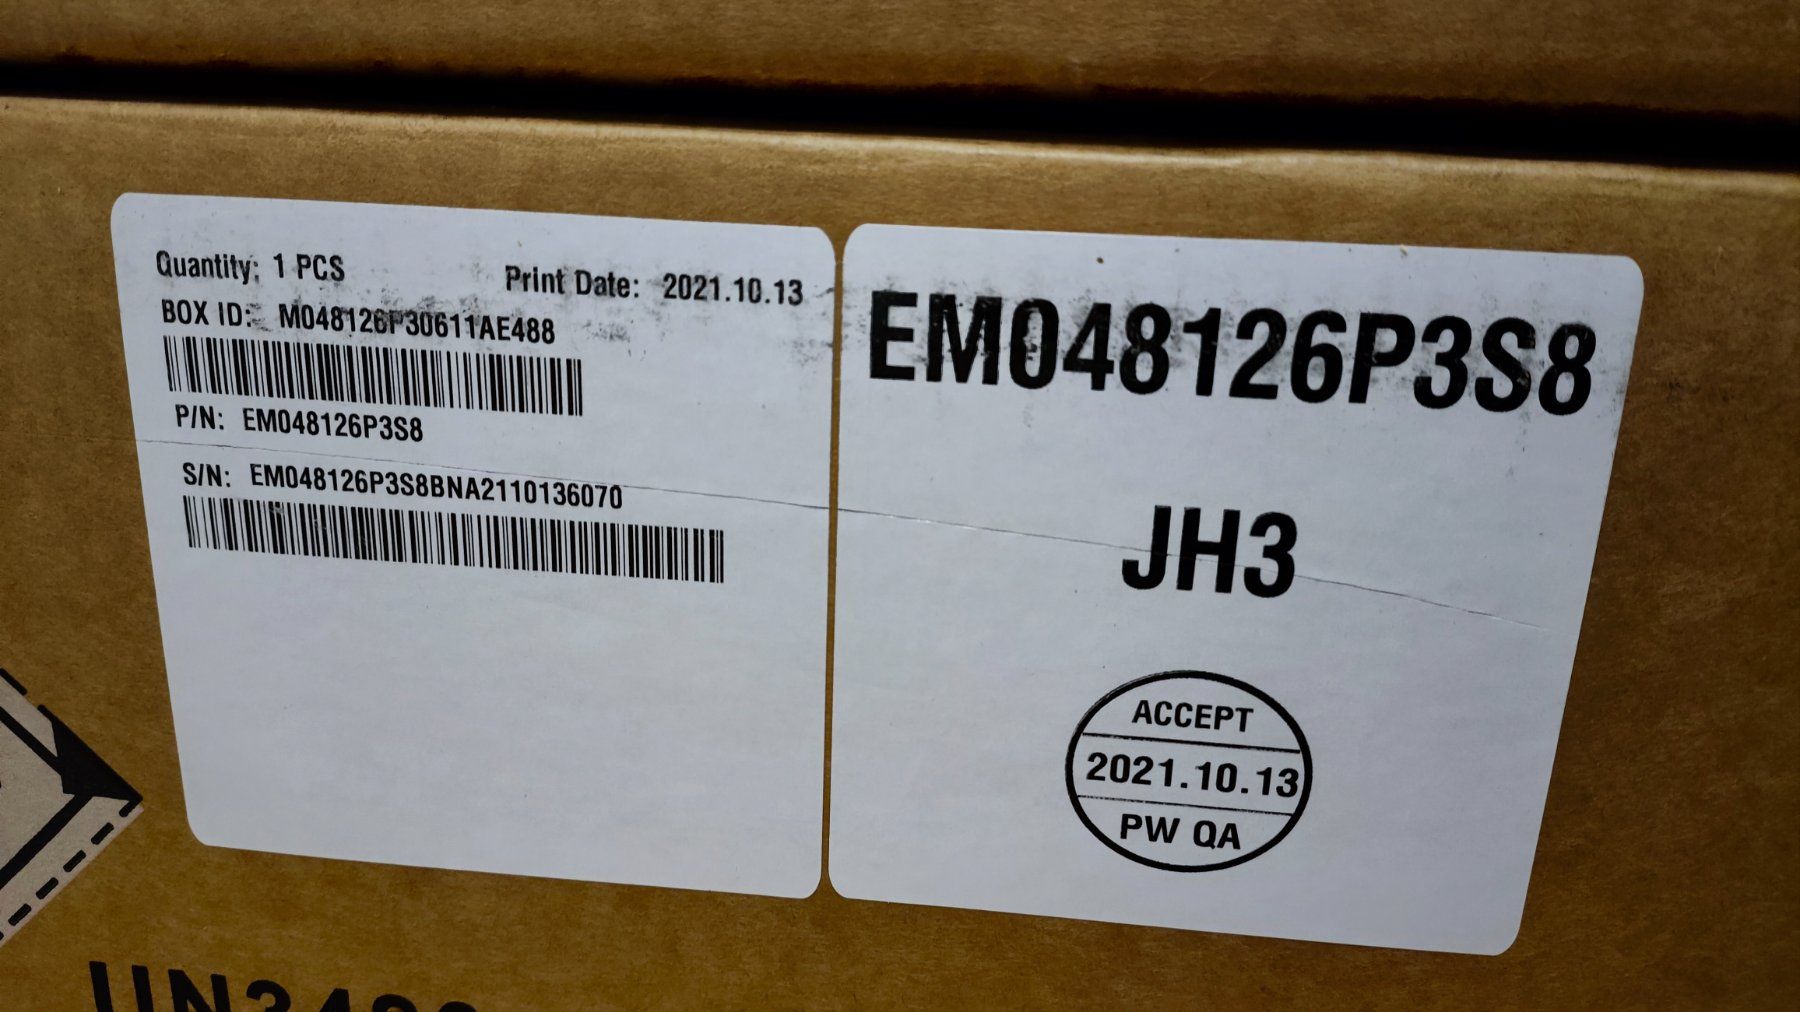 Quantity: 1 PCS
Print Date: 2021.10.13
BOX ID: M048126P30611AE488
P/N: EM048126P3S8
S/N: EM048126P3S8BNA2110136070
EM048126P3S8
JH3
ACCEPT
2021.10.13
PW QA